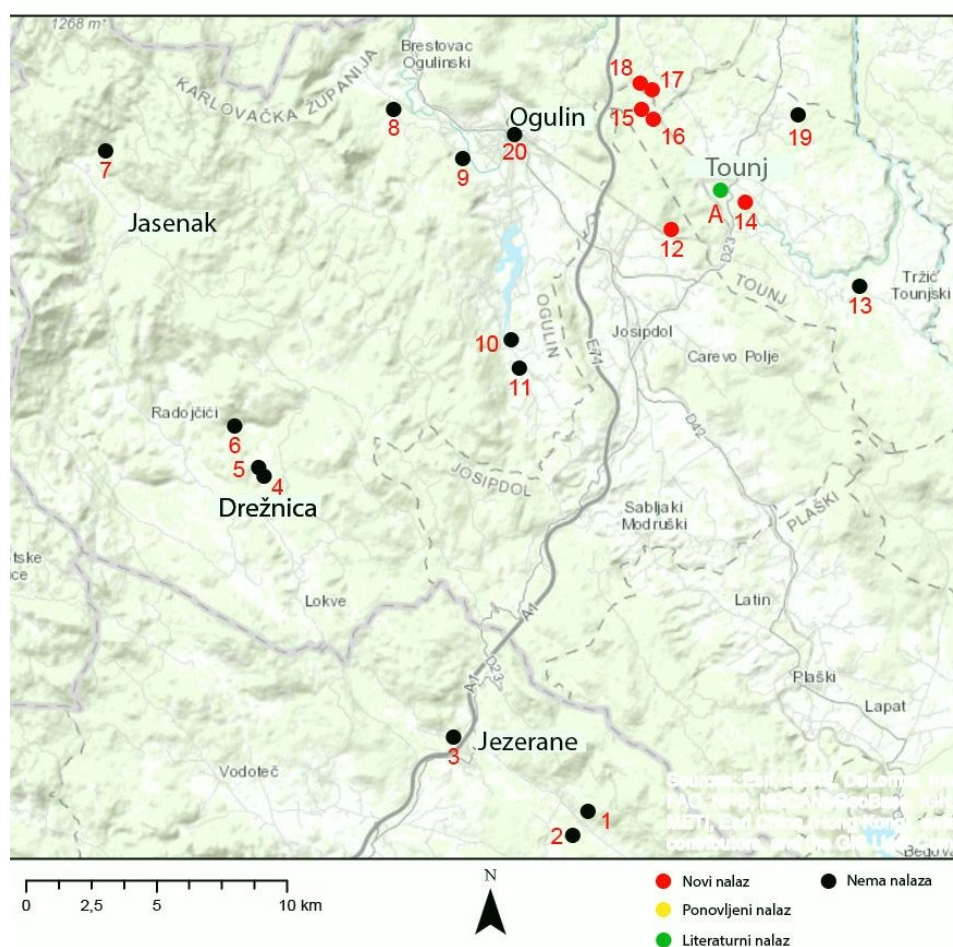 1268 m
Brestovac
Ogulinski
KARLOVAČKA ŽUPANIJA
18
17
8
Ogulin
15
16
19
20
7
9
Tounj
Jasenak
A
14
12
D23
TOUNJ
Tržić
Tounjski
13
OGULIN
10
Josipdol
E71
Carevo Polje
11
Radojčići
D42
6
5
4
JOSIPDOL
Drežnica
Sabljaki
Modruški
PLAŠKI
Lokve
A1
Latin
D23
Plaški
A1
Lapat
Jezerane
3
Vodoteč
1
2
N
0
2,5
5
10 km
Novi nalaz
Nema nalaza
Ponovljeni nalaz
Literaturni nalaz